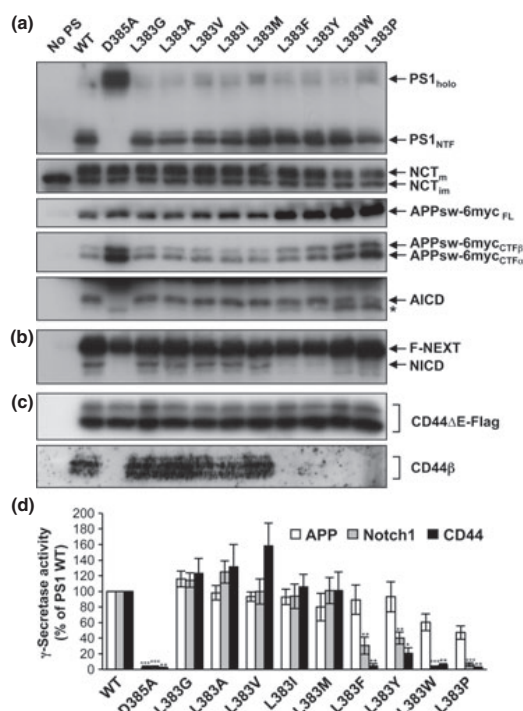 (a)
No PS WT D385A L383G L383A L383V L383I L383M L383F L383Y L383W L383P
PS1holo
PS1NTF
NCTm
NCTim
APPsw-6mycFL
APPsw-6mycCTFβ
APPsw-6mycCTFα
AICD
*
(b)
F-NEXT
NICD
(c)
CD44ΔE-Flag
CD44β
(d)
γ-Secretase activity
(% of PS1 WT)
200
180
160
140
120
100
80
60
40
20
0
APP Notch1 CD44
WT D385A L383G L383A L383V L383I L383M L383F L383Y L383W L383P